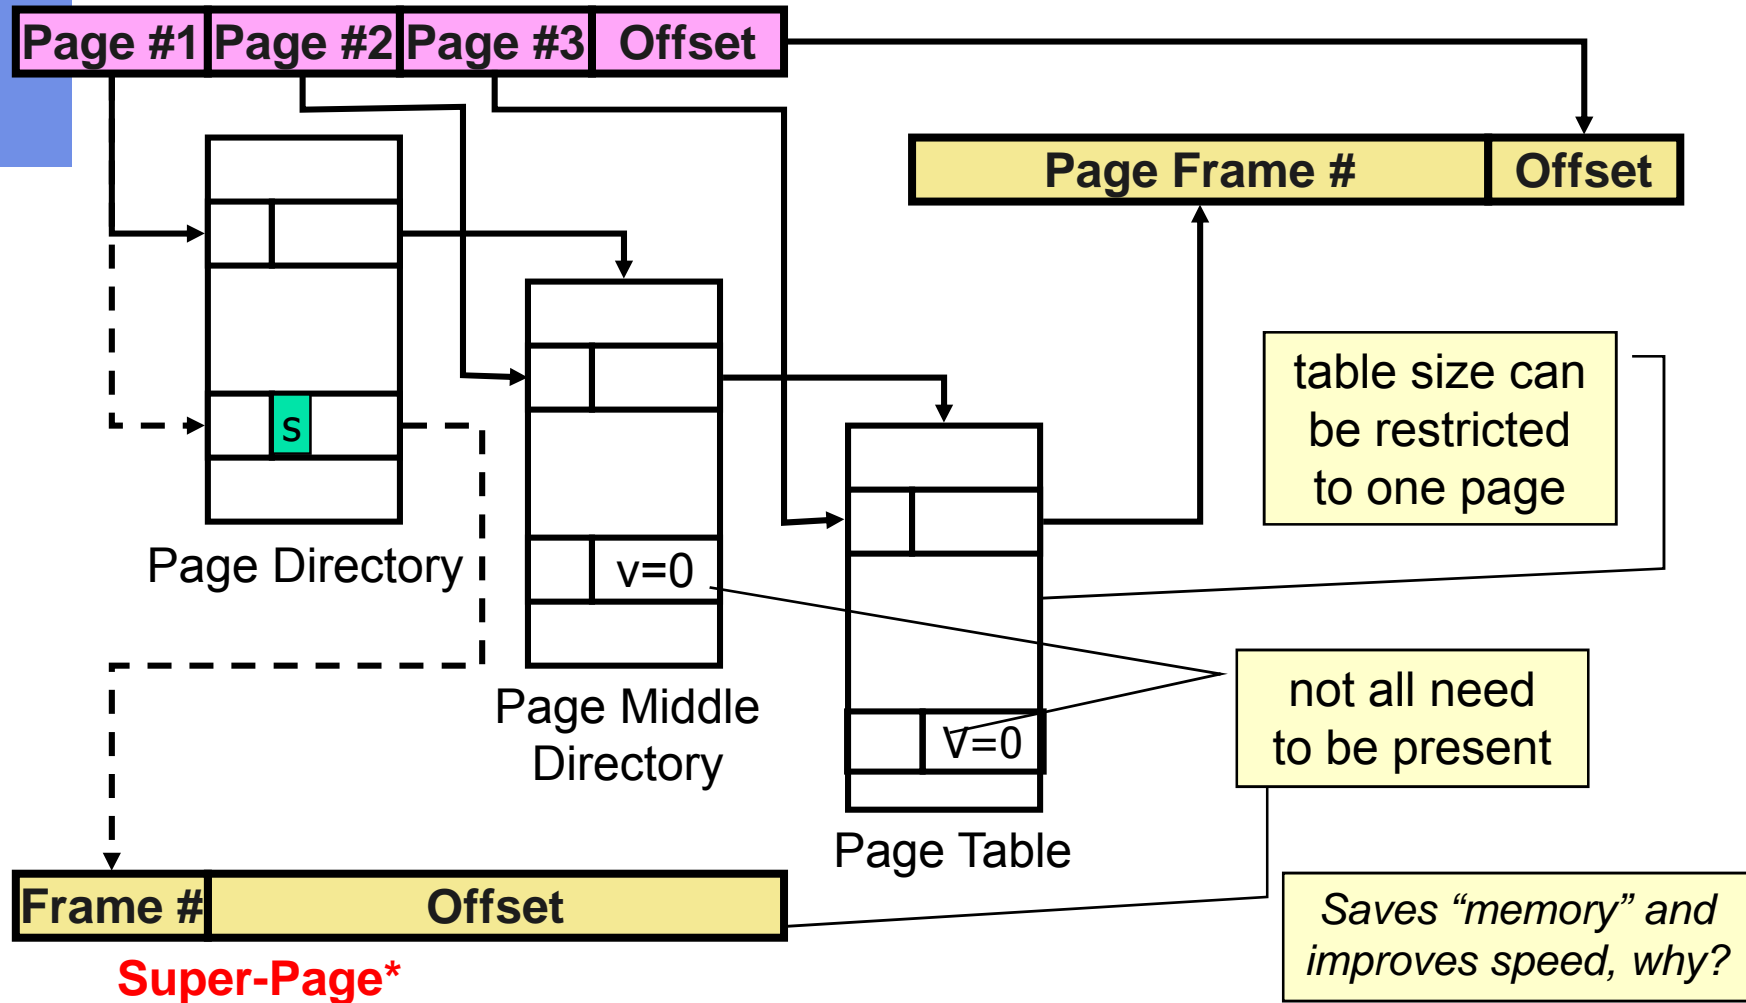 Page #1 Page #2 Page #3 Offset
Page Frame # Offset
s
table size can
be restricted
to one page
Page Directory
v=0
Page Middle
Directory
not all need
to be present
V=0
Page Table
Frame # Offset
Super-Page*
Saves “memory” and
improves speed, why?